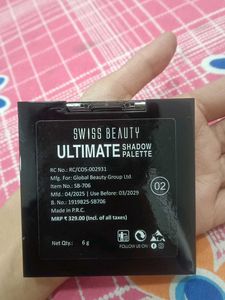 SWISS BEAUTY
ULTIMATE SHADOW
PALETTE
RC No.: RC/COS-002931
Mfg. For: Global Beauty Group Ltd.
Item No.: SB-706
Mfd.: 04/2025 | Use Before: 03/2029
B. No.: 1919825-SB706
Made in P.R.C.
MRP ₹ 329.00 (Incl. of all taxes)
02
Net Qty.: 6 g
FOLLOW US ON